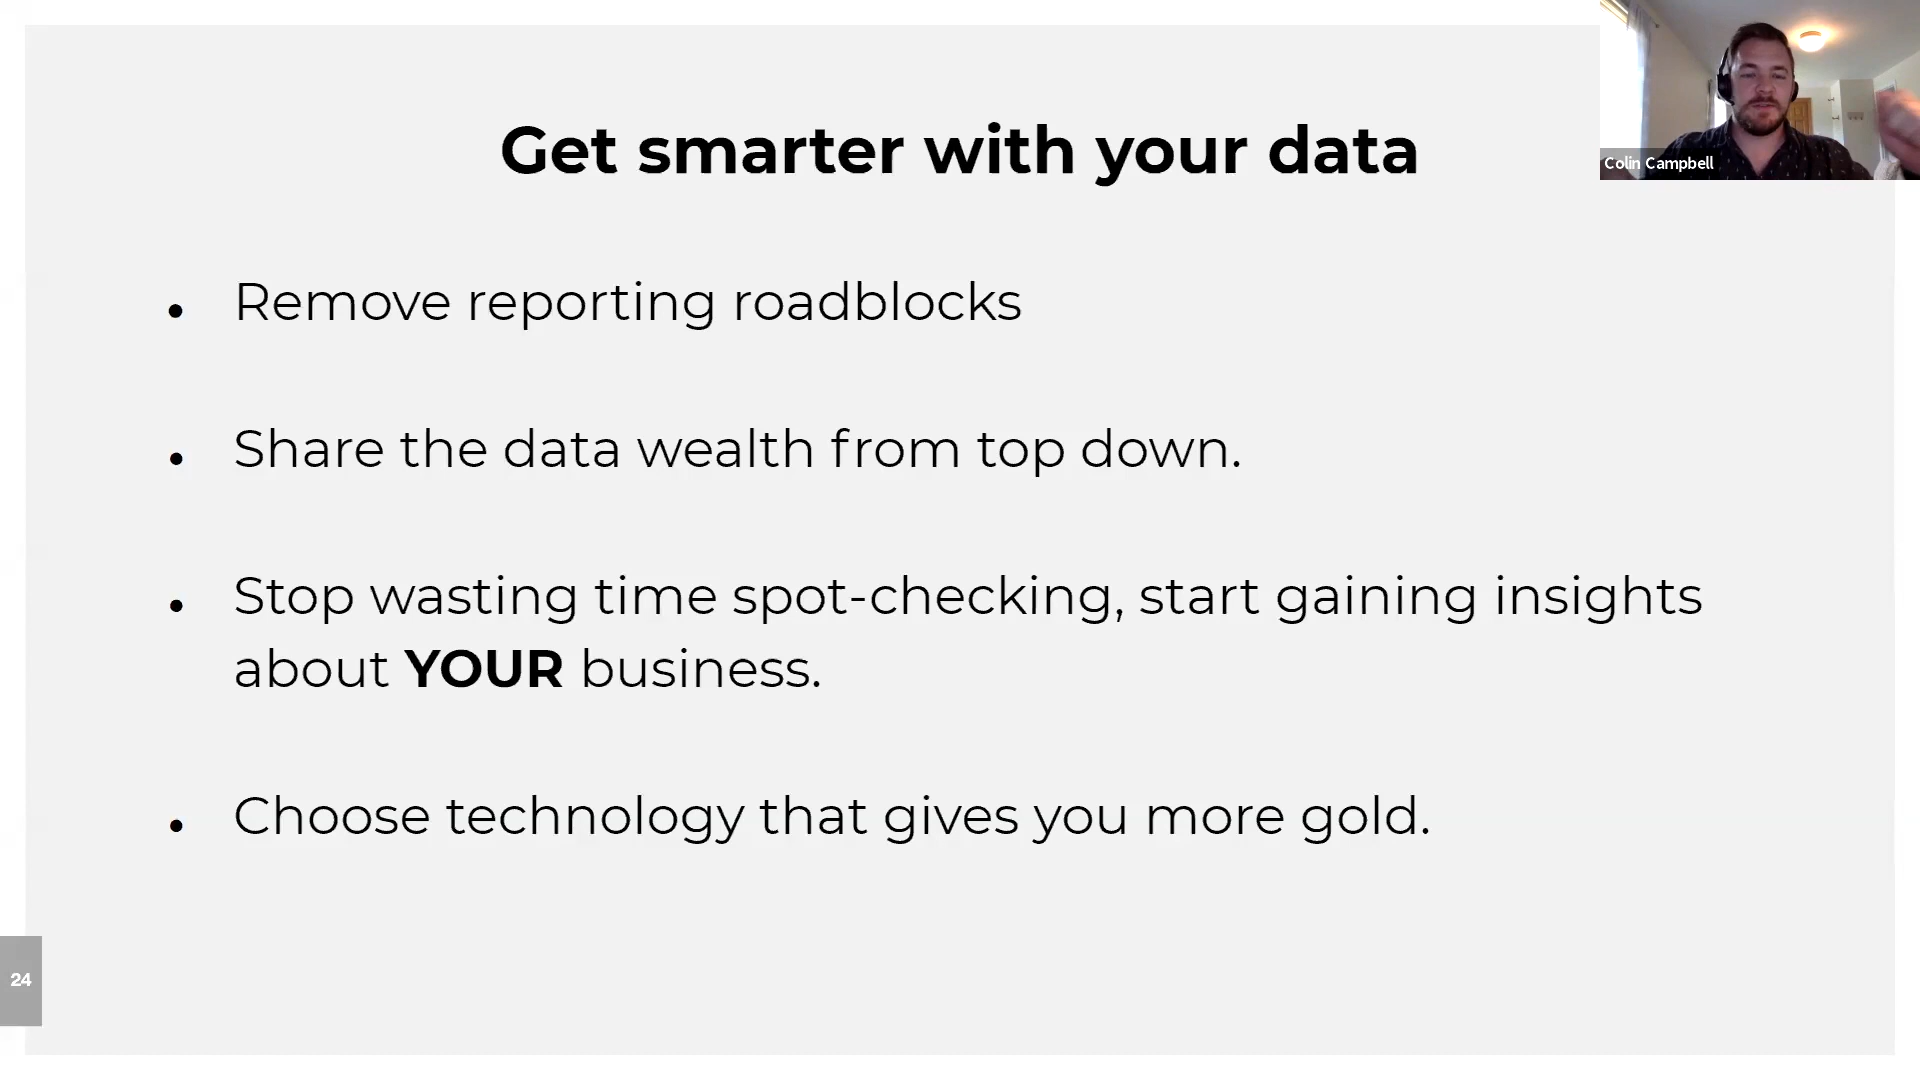 Get smarter with your data
Colin Campbell
• Remove reporting roadblocks
• Share the data wealth from top down.
• Stop wasting time spot-checking, start gaining insights
about YOUR business.
• Choose technology that gives you more gold.
24